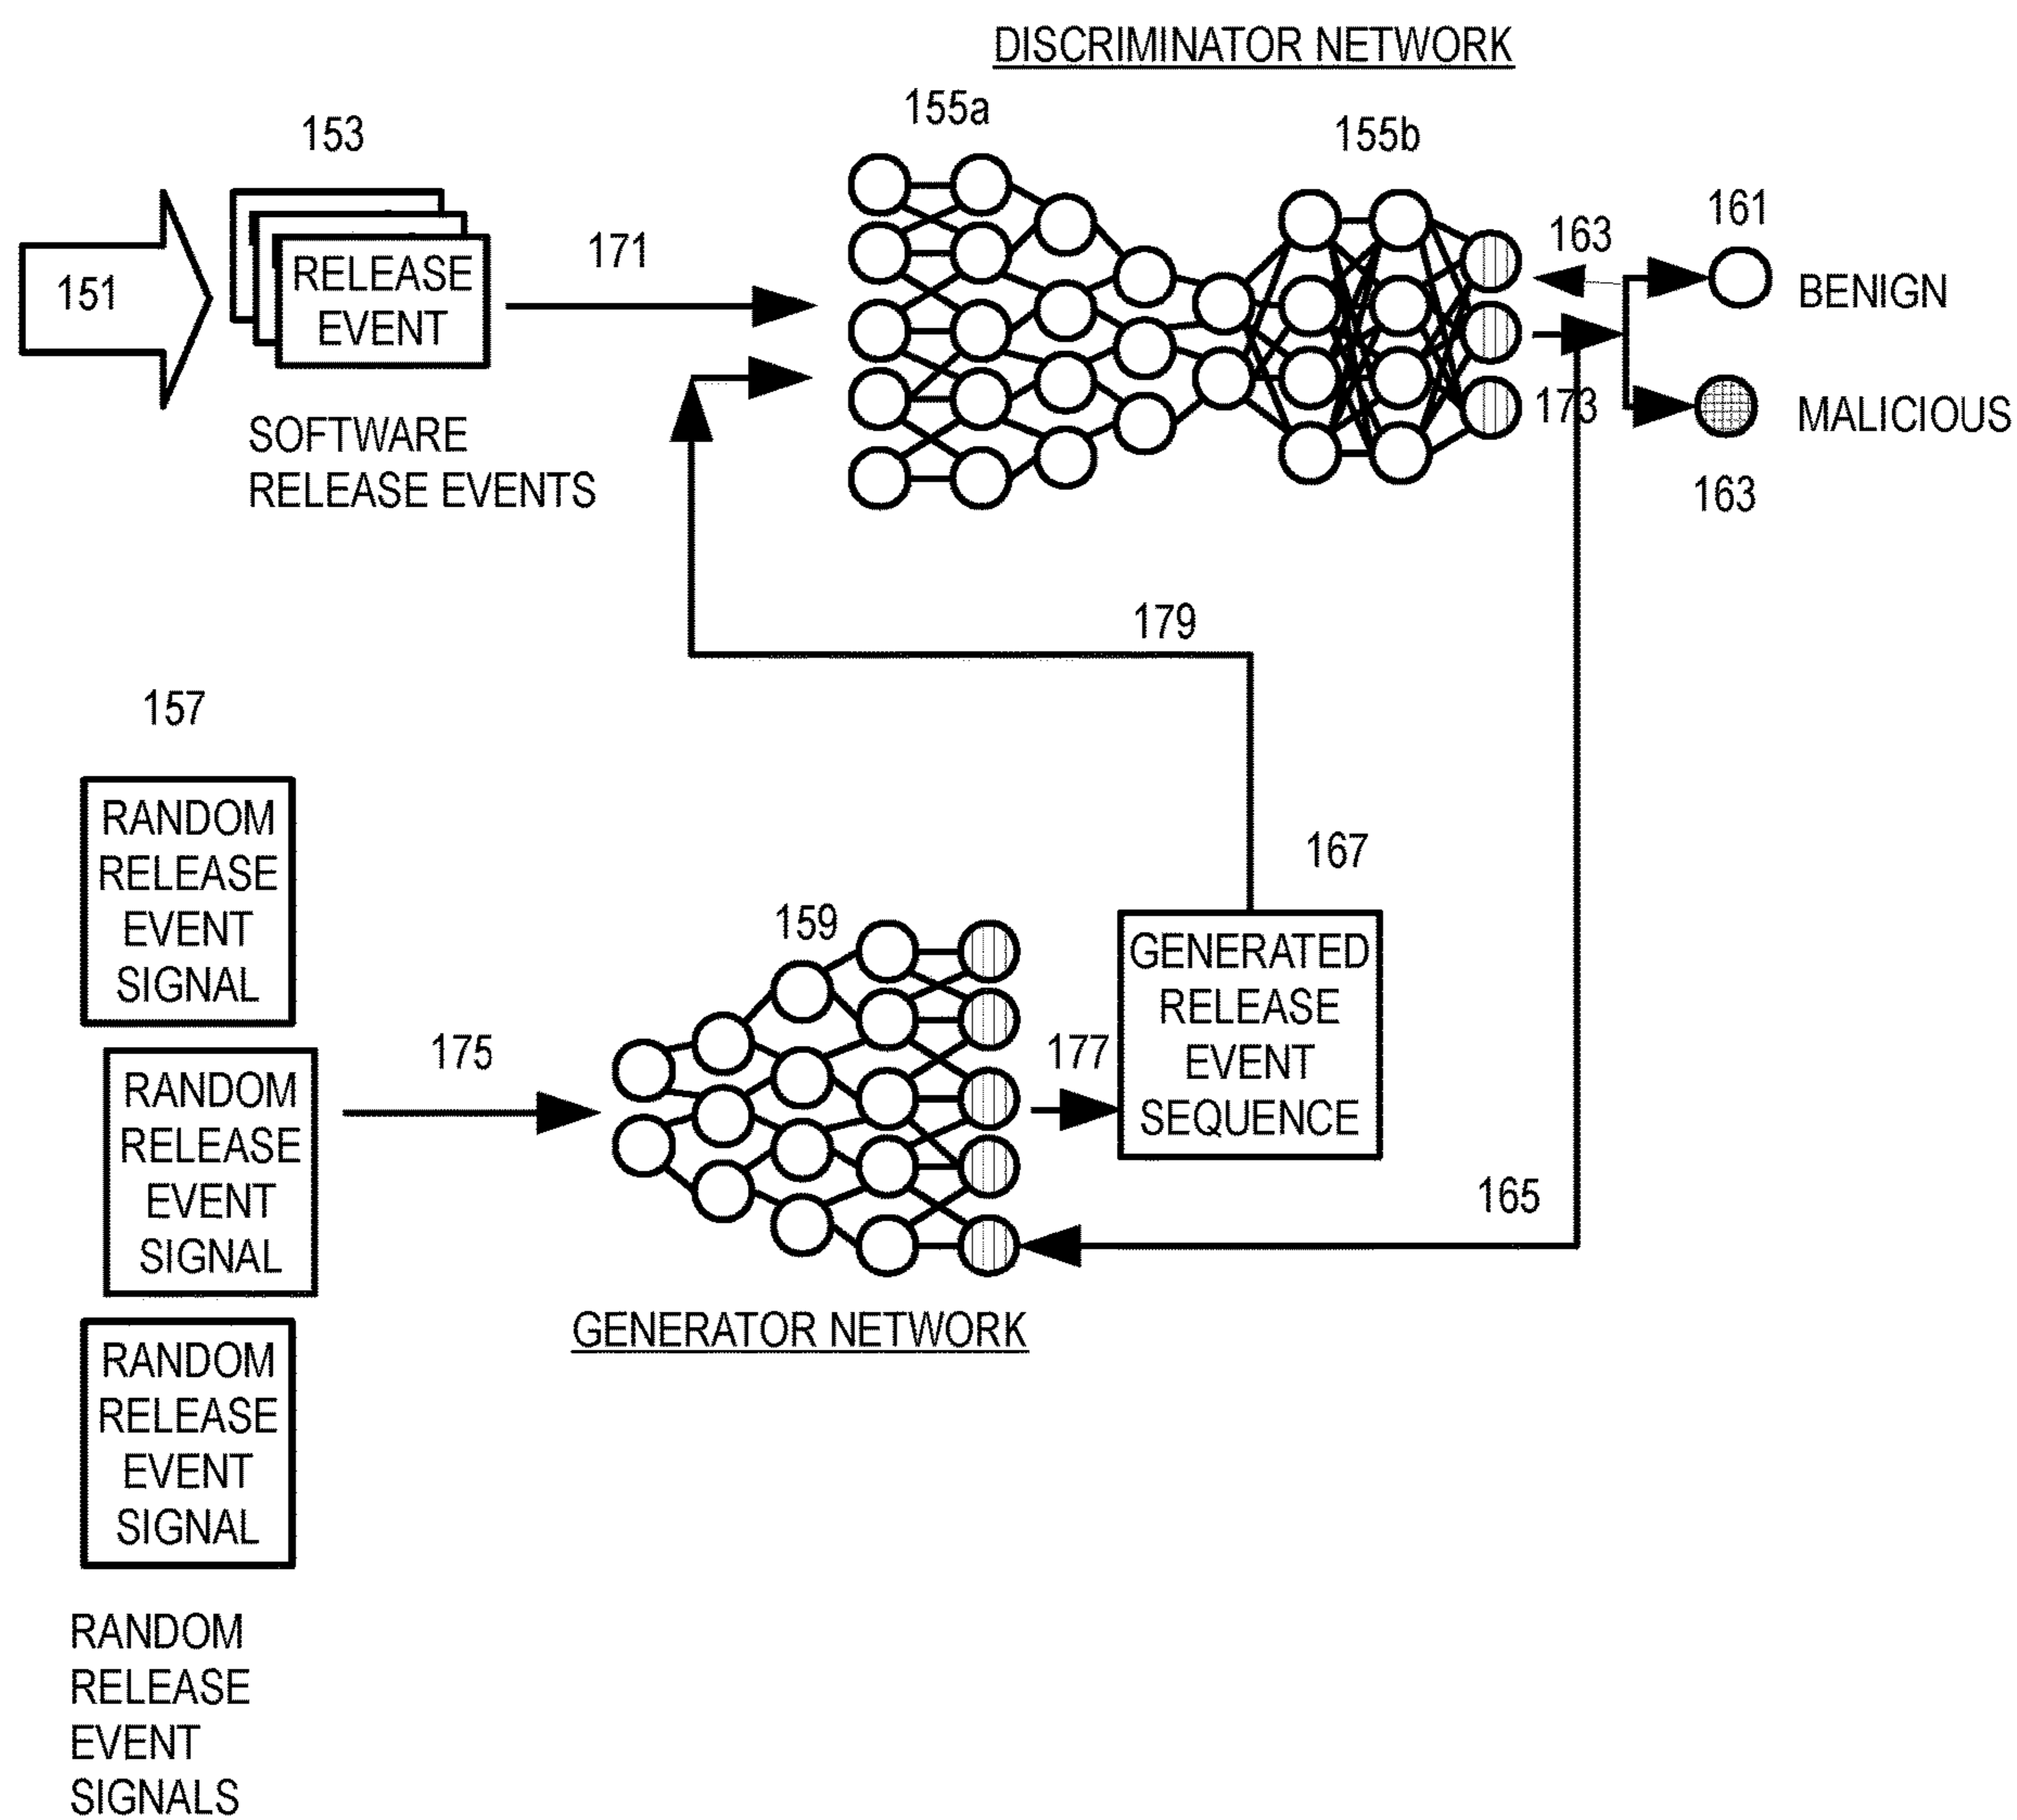 DISCRIMINATOR NETWORK
155a
153
155b
161
163
171
151
RELEASE
EVENT
BENIGN
173
MALICIOUS
SOFTWARE
RELEASE EVENTS
163
179
157
RANDOM
RELEASE
EVENT
SIGNAL
167
159
GENERATED
RELEASE
EVENT
SEQUENCE
175
177
RANDOM
RELEASE
EVENT
SIGNAL
165
GENERATOR NETWORK
RANDOM
RELEASE
EVENT
SIGNAL
RANDOM
RELEASE
EVENT
SIGNALS